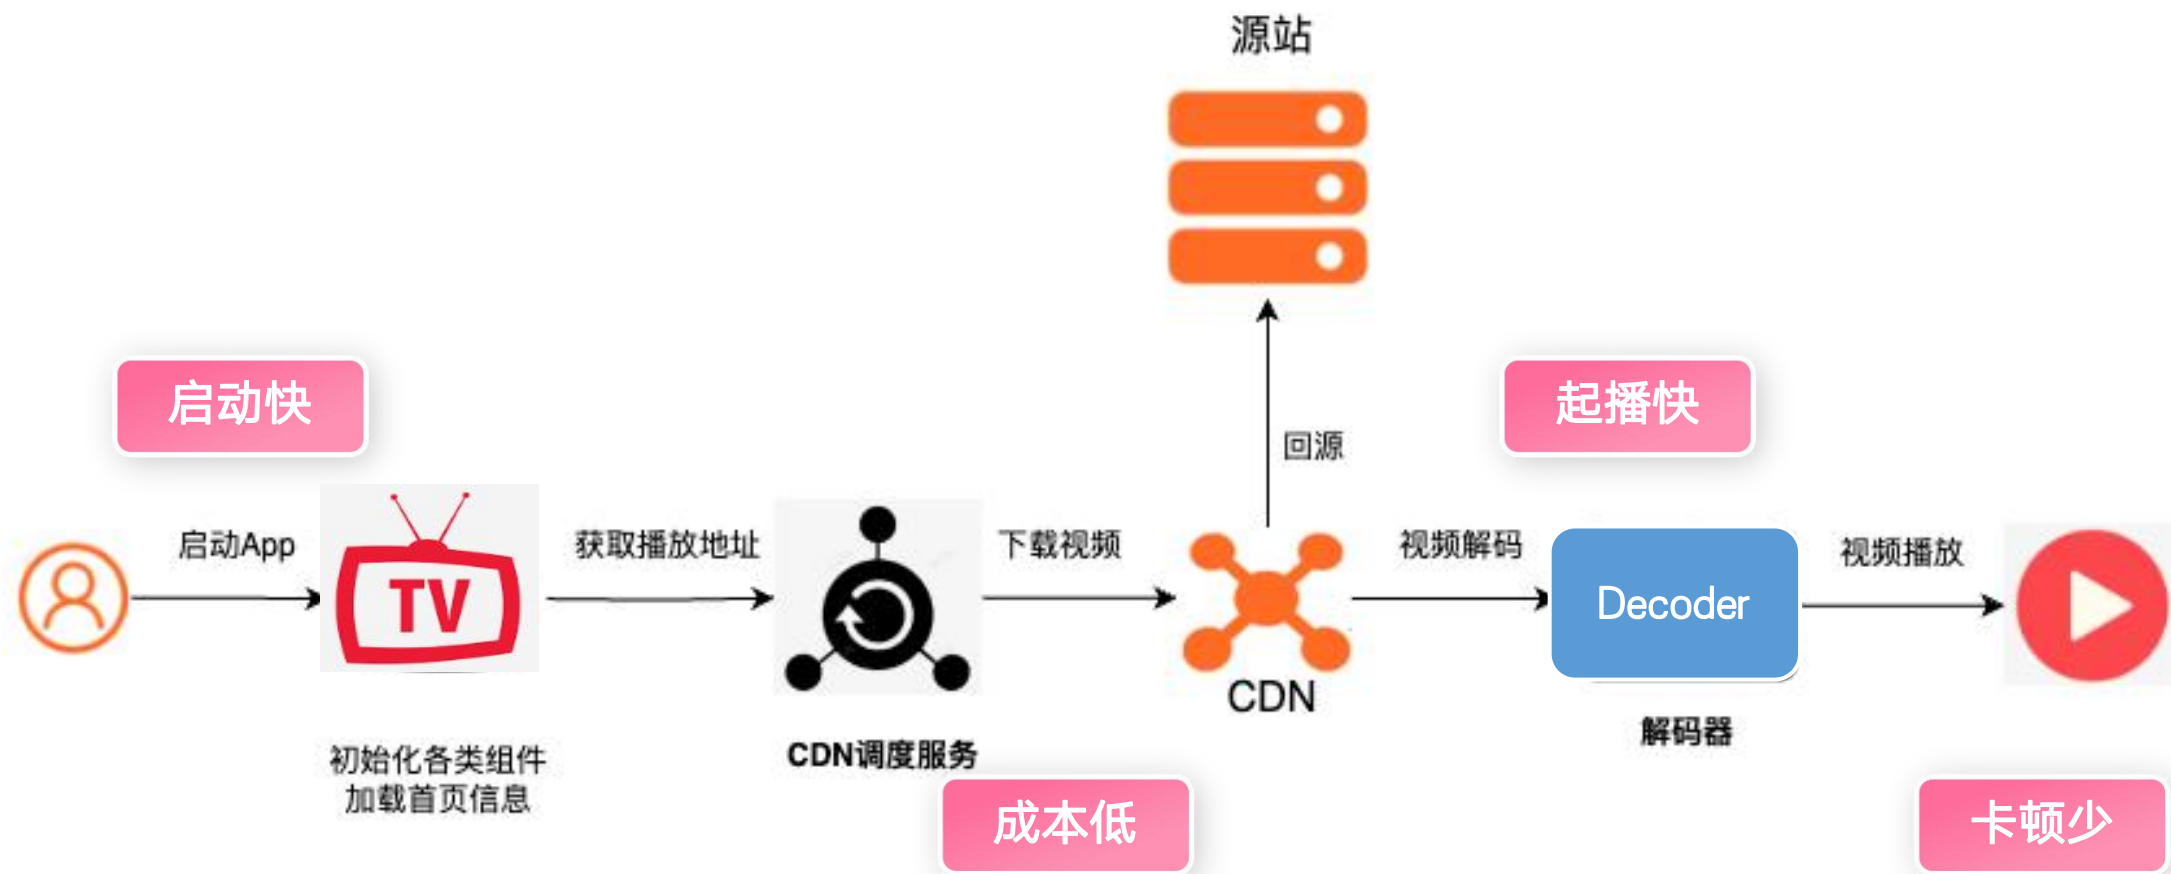 源站
启动快
起播快
回源
启动App
获取播放地址
下载视频
视频解码
视频播放
TV
Decoder
CDN
解码器
初始化各类组件
加载首页信息
CDN调度服务
成本低
卡顿少